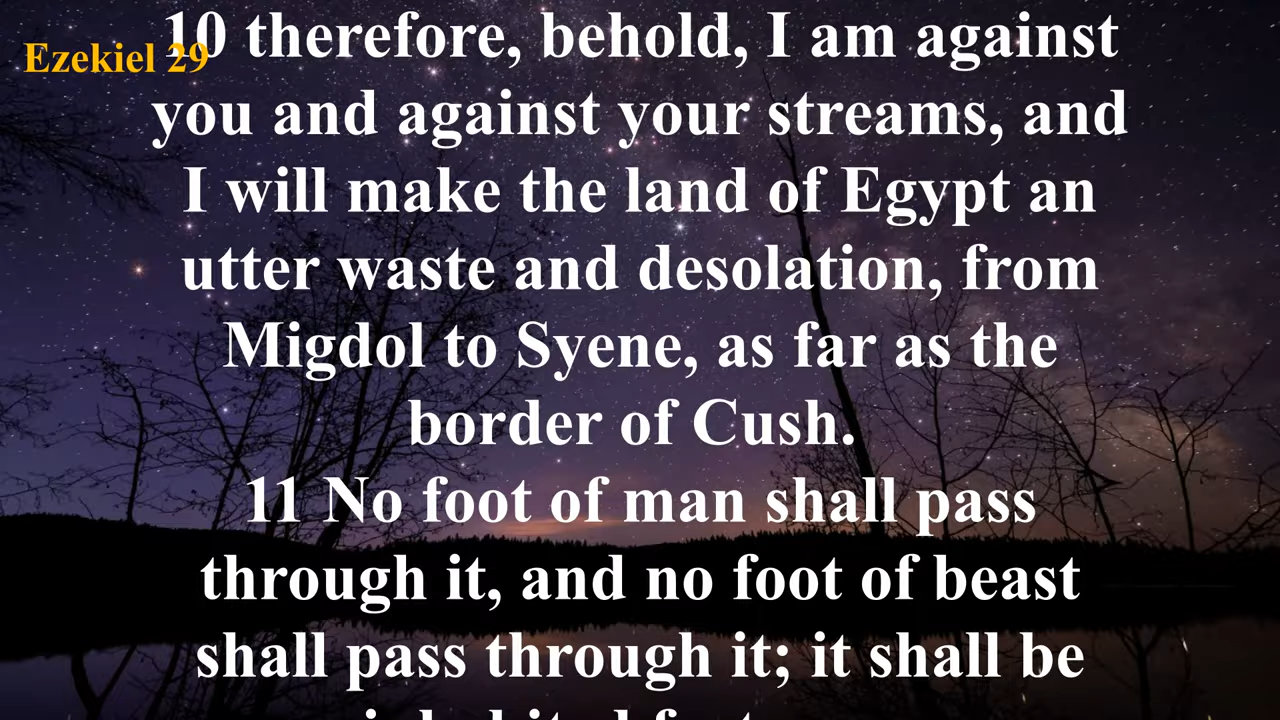 Ezekiel 29
10 therefore, behold, I am against
you and against your streams, and
I will make the land of Egypt an
utter waste and desolation, from
Migdol to Syene, as far as the
border of Cush.
11 No foot of man shall pass
through it, and no foot of beast
shall pass through it; it shall be